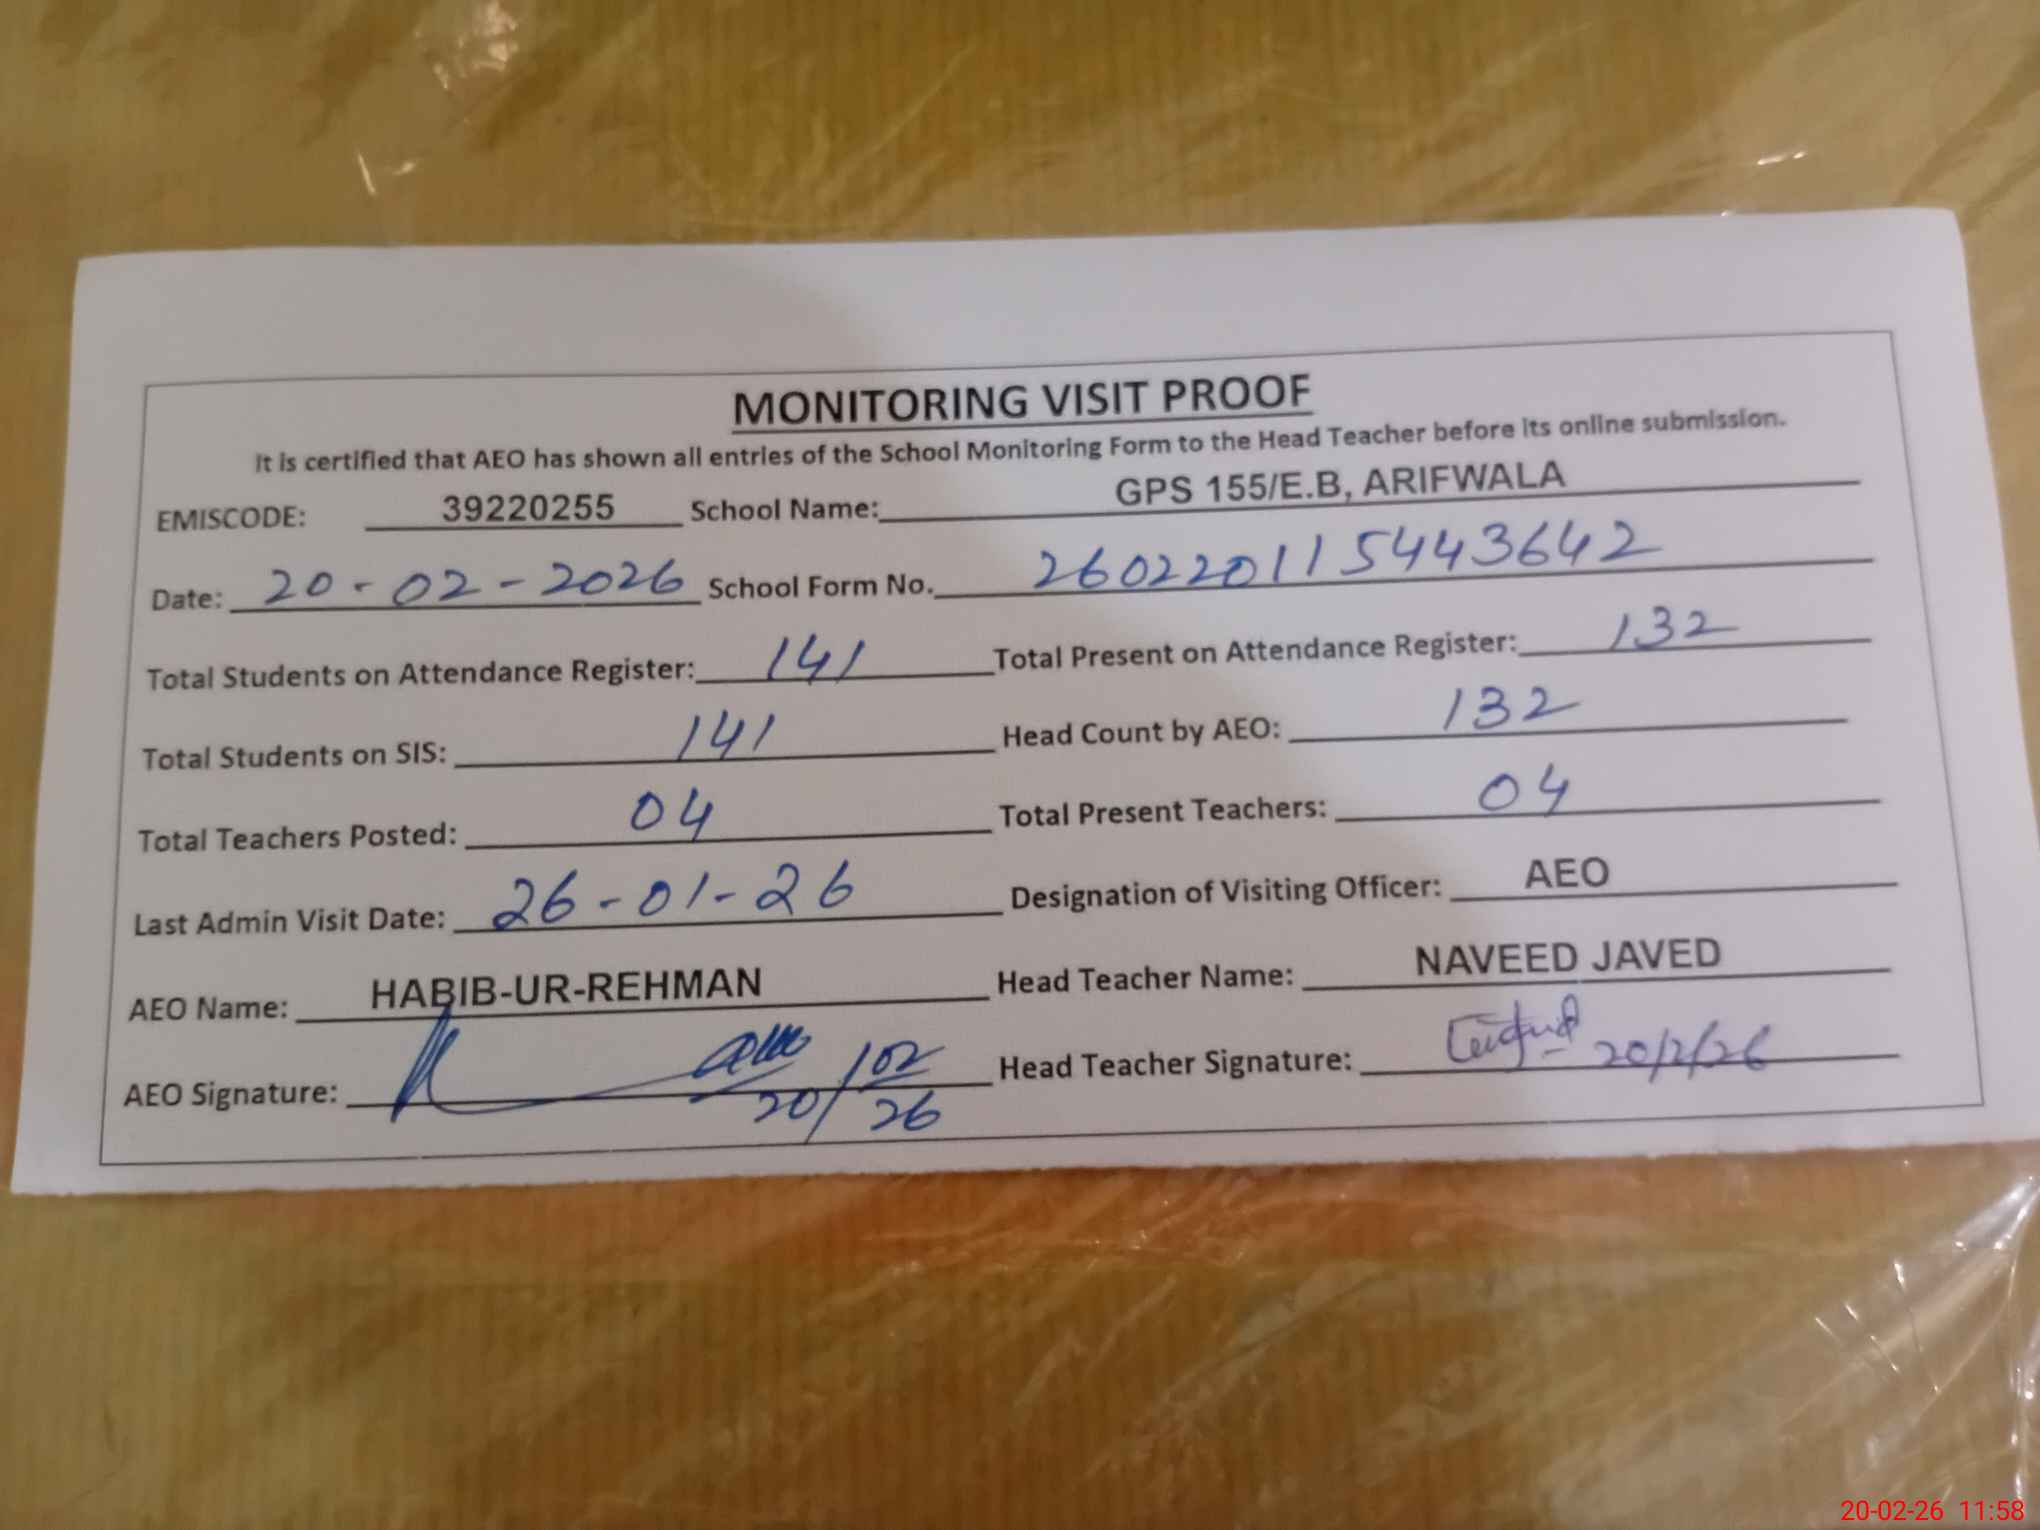 MONITORING VISIT PROOF
It is certified that AEO has shown all entries of the School Monitoring Form to the Head Teacher before its online submission.
EMISCODE: 39220255 School Name: GPS 155/E.B, ARIFWALA
Date: 20-02-2026 School Form No. 260220115443642
Total Students on Attendance Register: 141 Total Present on Attendance Register: 132
Total Students on SIS: 141 Head Count by AEO: 132
Total Teachers Posted: 04 Total Present Teachers: 04
Last Admin Visit Date: 26-01-26 Designation of Visiting Officer: AEO
AEO Name: HABIB-UR-REHMAN Head Teacher Name: NAVEED JAVED
AEO Signature: 20/02/26 Head Teacher Signature: 20/2/26
20-02-26 11:58